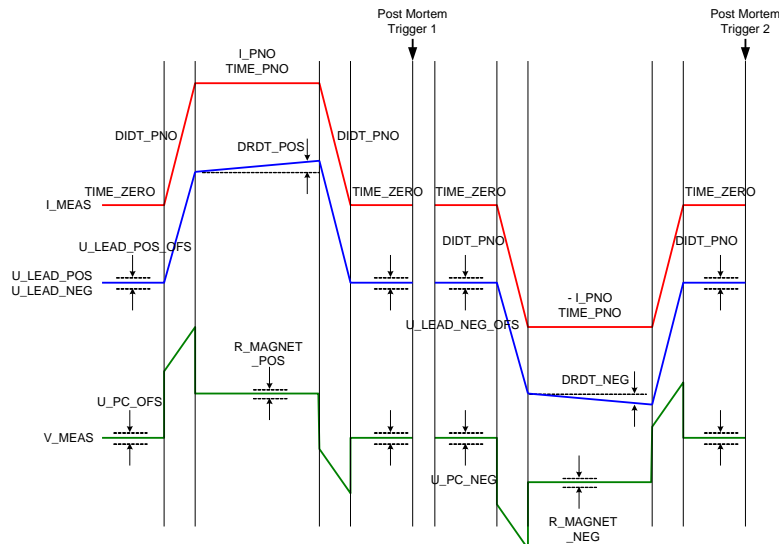 Post Mortem
Trigger 1
Post Mortem
Trigger 2
I_PNO
TIME_PNO
DIDT_PNO
DRDT_POS
DIDT_PNO
TIME_ZERO
TIME_ZERO
TIME_ZERO
TIME_ZERO
I_MEAS
U_LEAD_POS_OFS
DIDT_PNO
DIDT_PNO
U_LEAD_POS
U_LEAD_NEG
- I_PNO
TIME_PNO
U_LEAD_NEG_OFS
R_MAGNET
_POS
DRDT_NEG
U_PC_OFS
V_MEAS
U_PC_NEG
R_MAGNET
_NEG